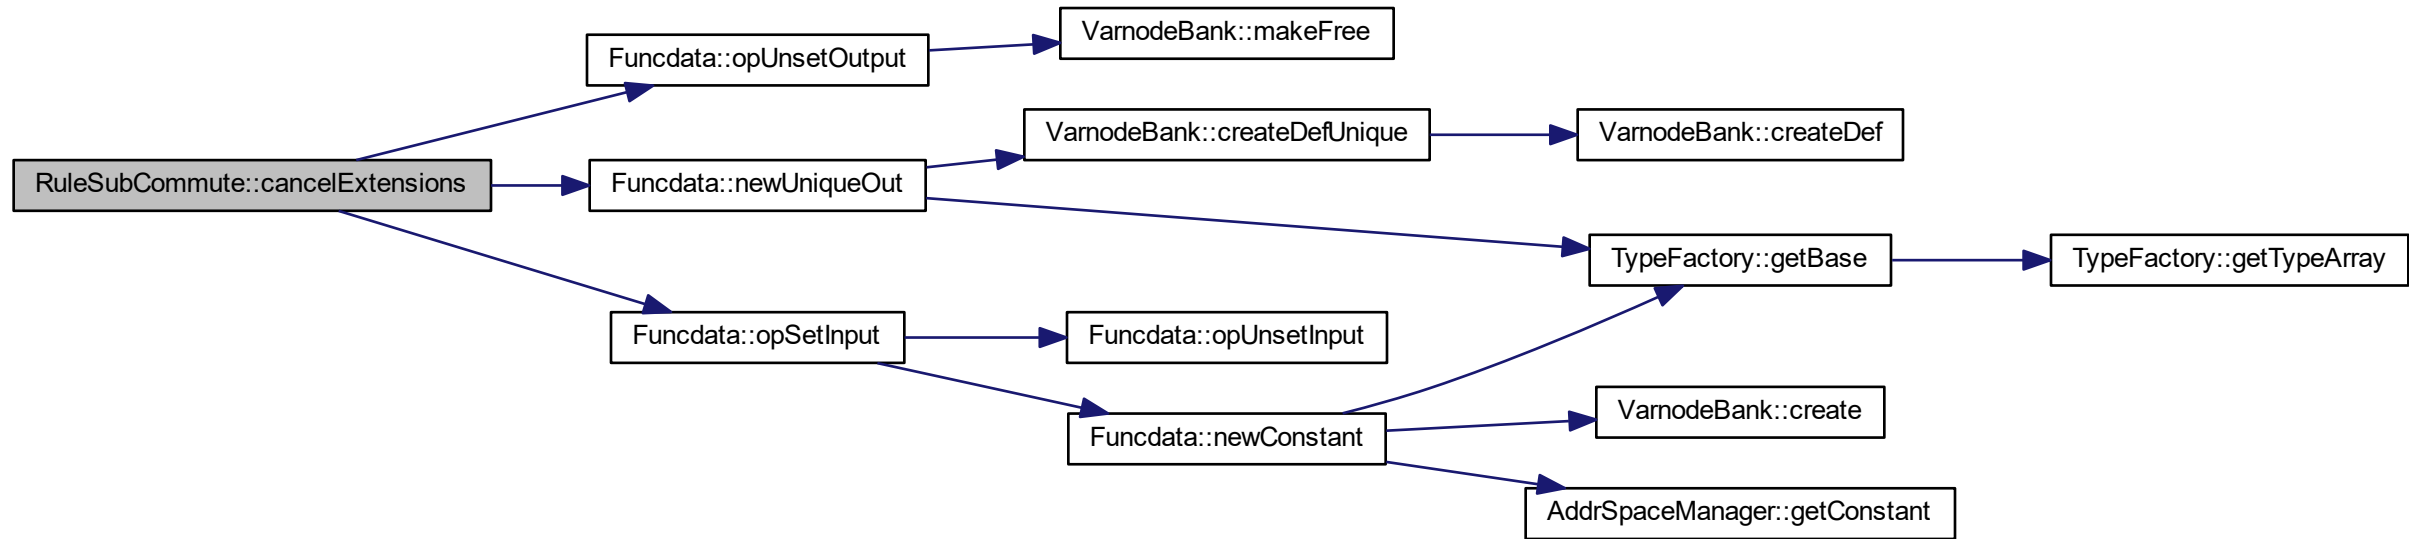 VarnodeBank::makeFree
Funcdata::opUnsetOutput
VarnodeBank::createDefUnique
VarnodeBank::createDef
RuleSubCommute::cancelExtensions
Funcdata::newUniqueOut
TypeFactory::getBase
TypeFactory::getTypeArray
Funcdata::opSetInput
Funcdata::opUnsetInput
VarnodeBank::create
Funcdata::newConstant
AddrSpaceManager::getConstant